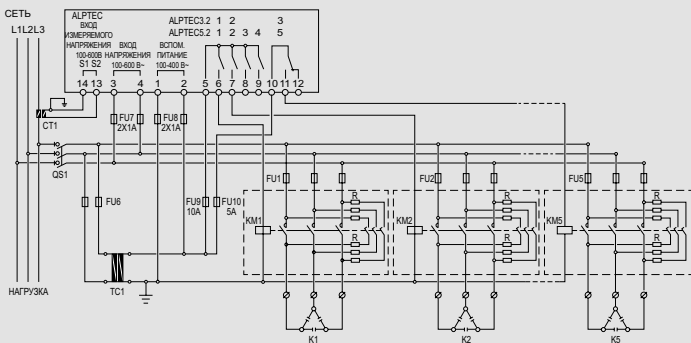 СЕТЬ
L1L2L3
ALPTEC
ВХОД
ИЗМЕРЯЕМОГО
НАПРЯЖЕНИЯ
100-600В
S1 S2
ВХОД
НАПРЯЖЕНИЯ
100-600 В~
ВСПОМ.
ПИТАНИЕ
100-400 В~
ALPTEC3.2 1 2 3
ALPTEC5.2 1 2 3 4 5
14 13 3 4 1 2 5 6 7 8 9 10 11 12
CT1
FU7
2X1A
FU8
2X1A
QS1
FU6
FU9
10A
FU10
5A
FU1
FU2
FU5
KM1
R
R
KM2
R
R
KM5
R
R
НАГРУЗКА
TC1
K1
K2
K5